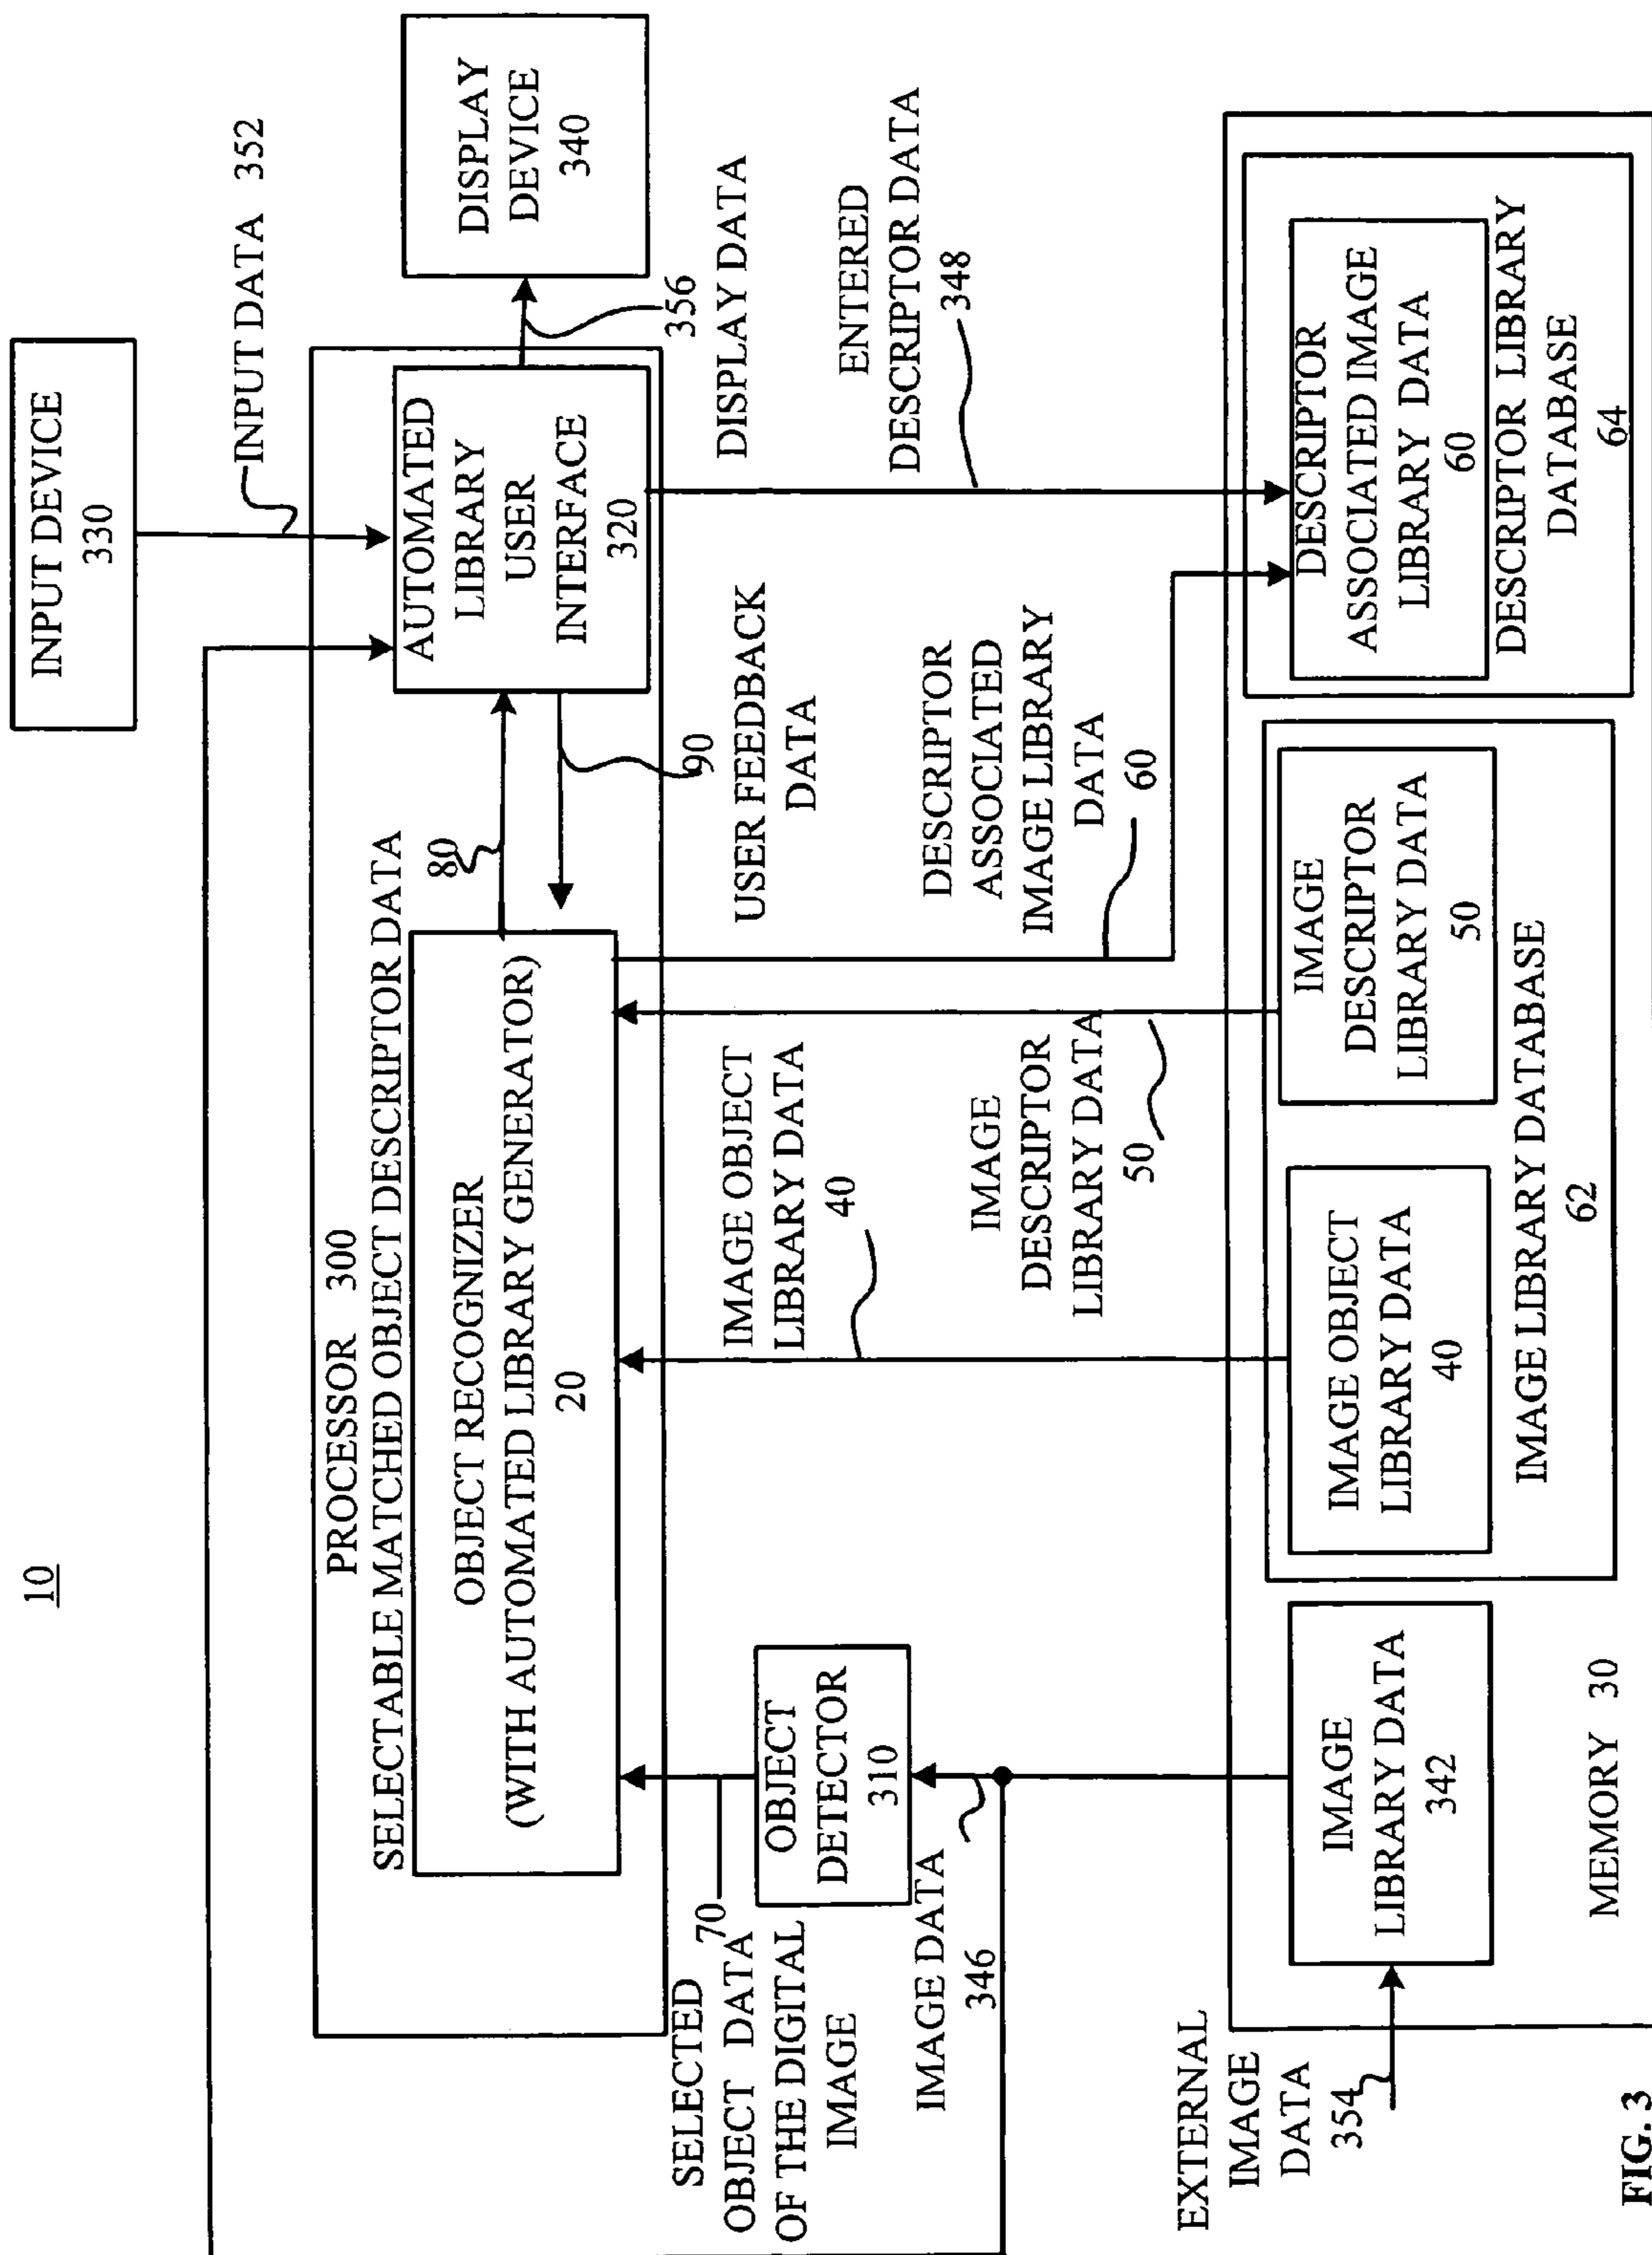 10
INPUT DEVICE
330
INPUT DATA 352
PROCESSOR 300
SELECTABLE MATCHED OBJECT DESCRIPTOR DATA
OBJECT RECOGNIZER
(WITH AUTOMATED LIBRARY GENERATOR)
20
80
90
USER FEEDBACK
DATA
AUTOMATED
LIBRARY
USER
INTERFACE
320
DISPLAY
DEVICE
340
356
DISPLAY DATA
SELECTED
70
OBJECT DATA
OF THE DIGITAL
IMAGE
OBJECT
DETECTOR
310
IMAGE DATA
346
IMAGE OBJECT
LIBRARY DATA
40
IMAGE
DESCRIPTOR
LIBRARY DATA
50
DESCRIPTOR
ASSOCIATED
IMAGE LIBRARY
DATA
60
ENTERED
DESCRIPTOR DATA
348
EXTERNAL
IMAGE
DATA
354
IMAGE
LIBRARY DATA
342
MEMORY 30
IMAGE OBJECT
LIBRARY DATA
40
IMAGE
DESCRIPTOR
LIBRARY DATA
50
IMAGE LIBRARY DATABASE
62
DESCRIPTOR
ASSOCIATED IMAGE
LIBRARY DATA
60
DESCRIPTOR LIBRARY
DATABASE
64
FIG. 3